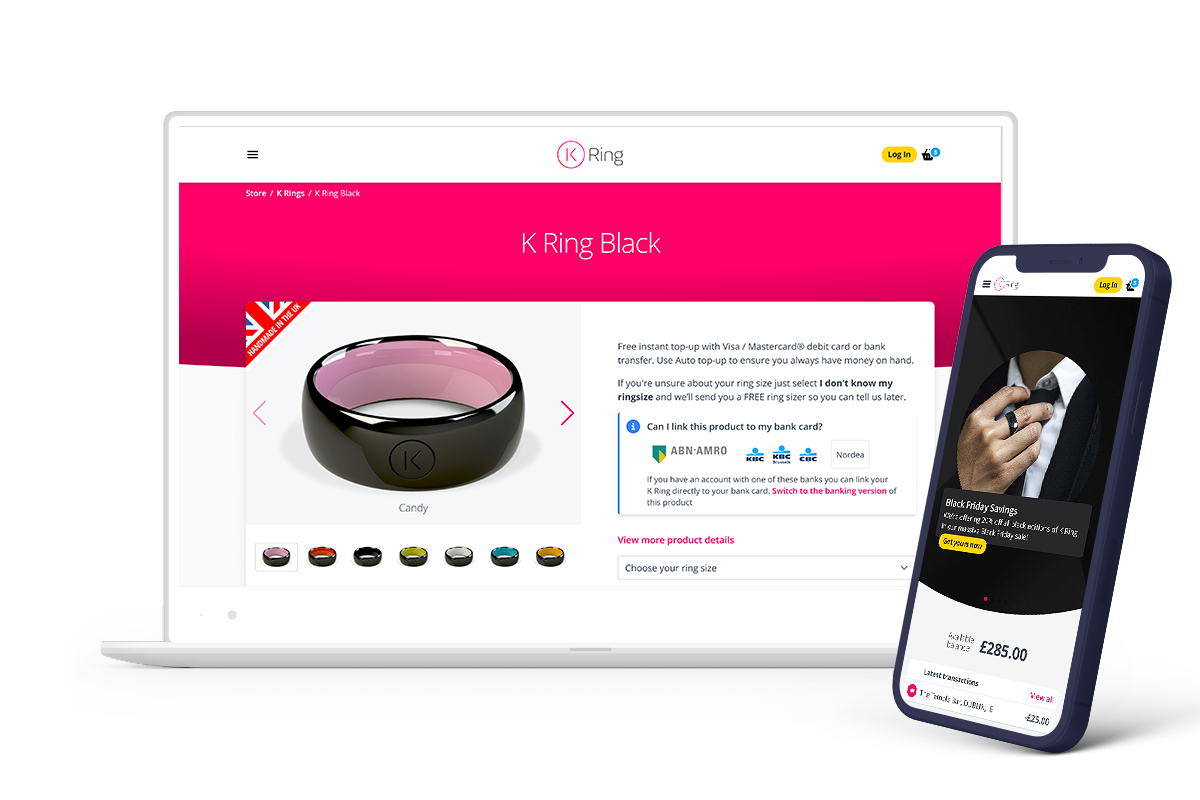 K Ring
Log In
3
Store / K Rings / K Ring Black
K Ring Black
HANDMADE IN THE UK
K
Candy
Free instant top-up with Visa / Mastercard® debit card or bank
transfer. Use Auto top-up to ensure you always have money on hand.
If you're unsure about your ring size just select I don't know my
ringsize and we'll send you a FREE ring sizer so you can tell us later.
i Can I link this product to my bank card?
ABN·AMRO
KBC
KBC
Brussels
CBC
Nordea
If you have an account with one of these banks you can link your
K Ring directly to your bank card. Switch to the banking version of
this product
View more product details
Choose your ring size
K Ring
Log In
Black Friday Savings
We're offering 20% off all black editions of K Ring
in our massive Black Friday sale!
Get yours now
Available
balance
£285.00
Latest transactions
View all
The Temple Bar, DUBLIN, IE
-£25.00